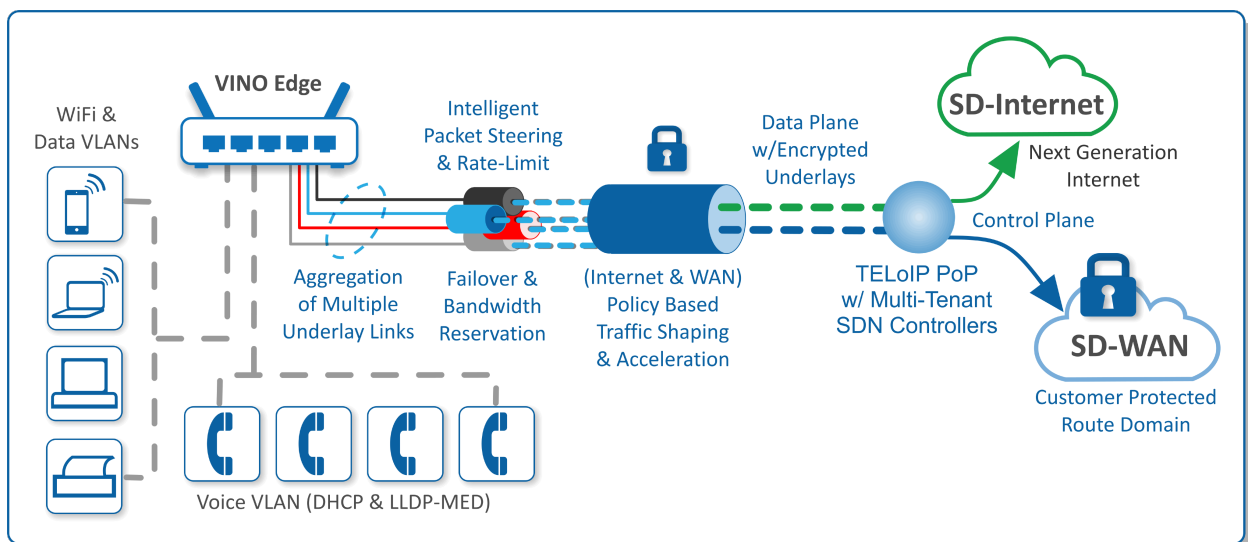 WiFi &
Data VLANs
VINO Edge
Intelligent
Packet Steering
& Rate-Limit
Aggregation
of Multiple
Underlay Links
Failover &
Bandwidth
Reservation
(Internet & WAN)
Policy Based
Traffic Shaping
& Acceleration
Data Plane
w/Encrypted
Underlays
SD-Internet
Next Generation
Internet
Control Plane
TELoIP PoP
w/ Multi-Tenant
SDN Controllers
SD-WAN
Customer Protected
Route Domain
Voice VLAN (DHCP & LLDP-MED)